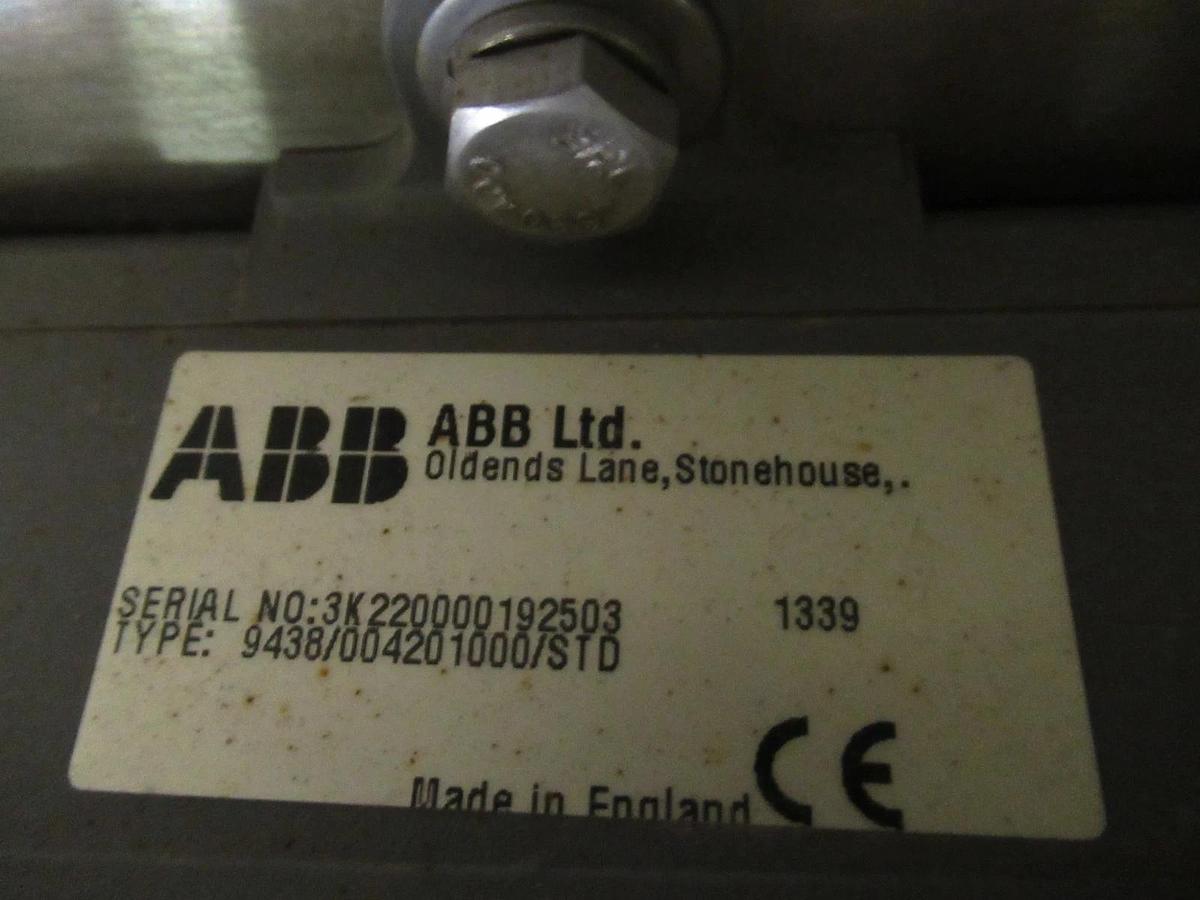 ABB ABB Ltd.
Oldends Lane,Stonehouse,.
SERIAL NO:3K220000192503 1339
TYPE: 9438/004201000/STD
Made in England CE